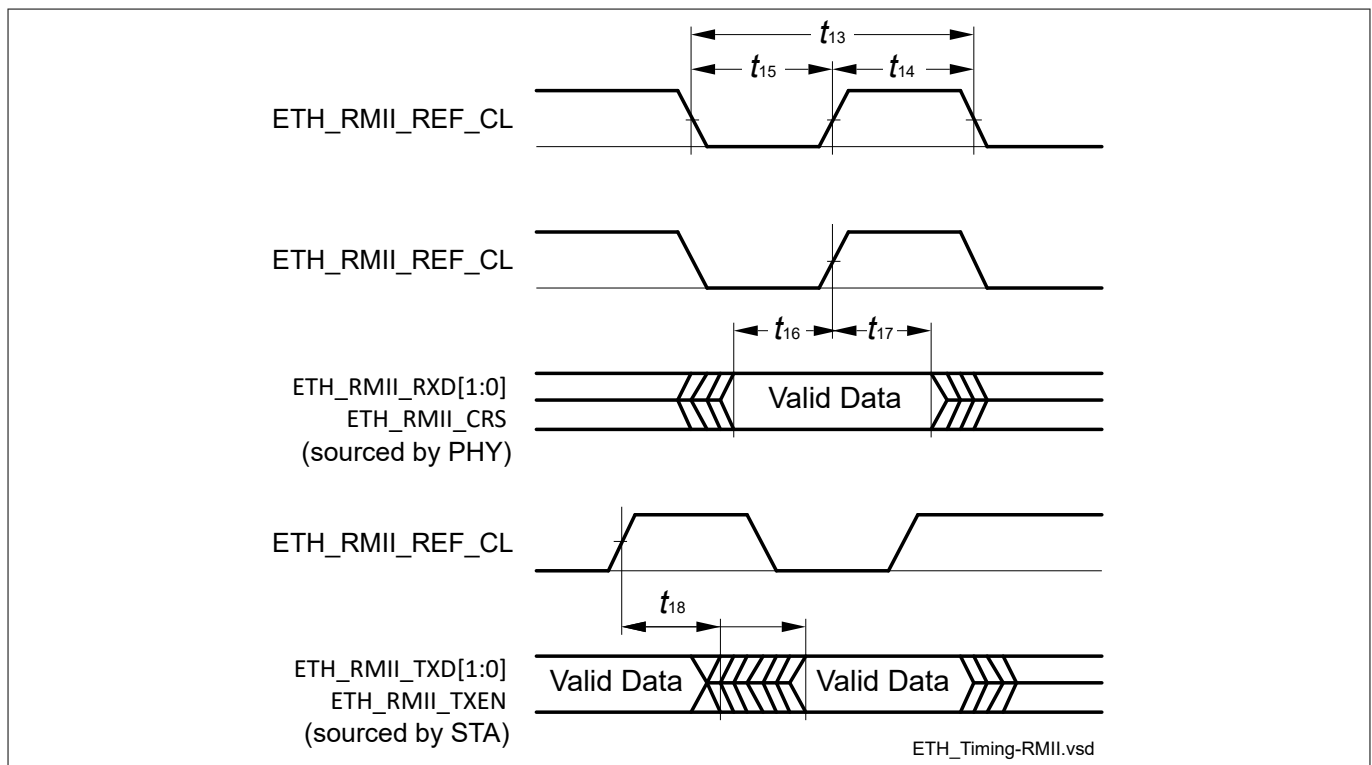 t13
t15 t14
ETH_RMII_REF_CL
ETH_RMII_REF_CL
t16 t17
ETH_RMII_RXD[1:0]
ETH_RMII_CRS
(sourced by PHY)
Valid Data
ETH_RMII_REF_CL
t18
ETH_RMII_TXD[1:0]
ETH_RMII_TXEN
(sourced by STA)
Valid Data Valid Data
ETH_Timing-RMII.vsd